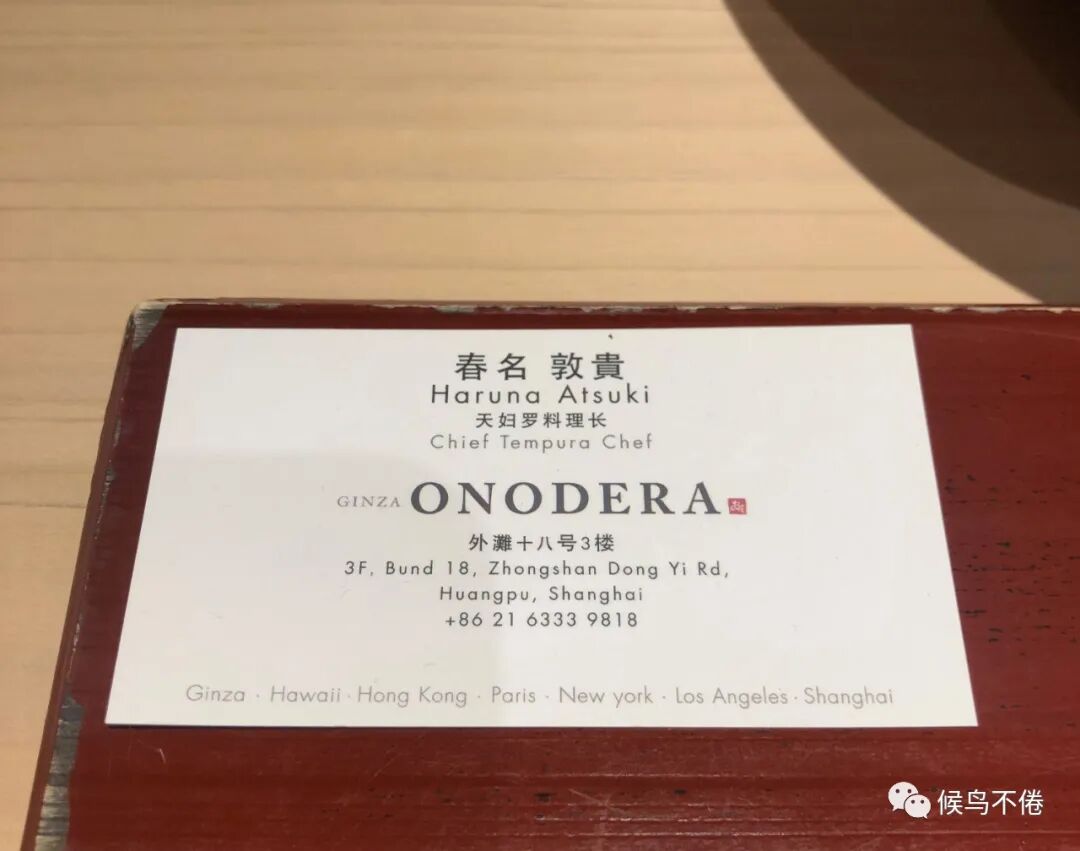 春名 敦貴
Haruna Atsuki
天妇罗料理长
Chief Tempura Chef
GINZA ONODERA
外灘十八号3楼
3F, Bund 18, Zhongshan Dong Yi Rd,
Huangpu, Shanghai
+86 21 6333 9818
Ginza · Hawaii · Hong Kong · Paris · New york · Los Angeles · Shanghai
候鸟不倦